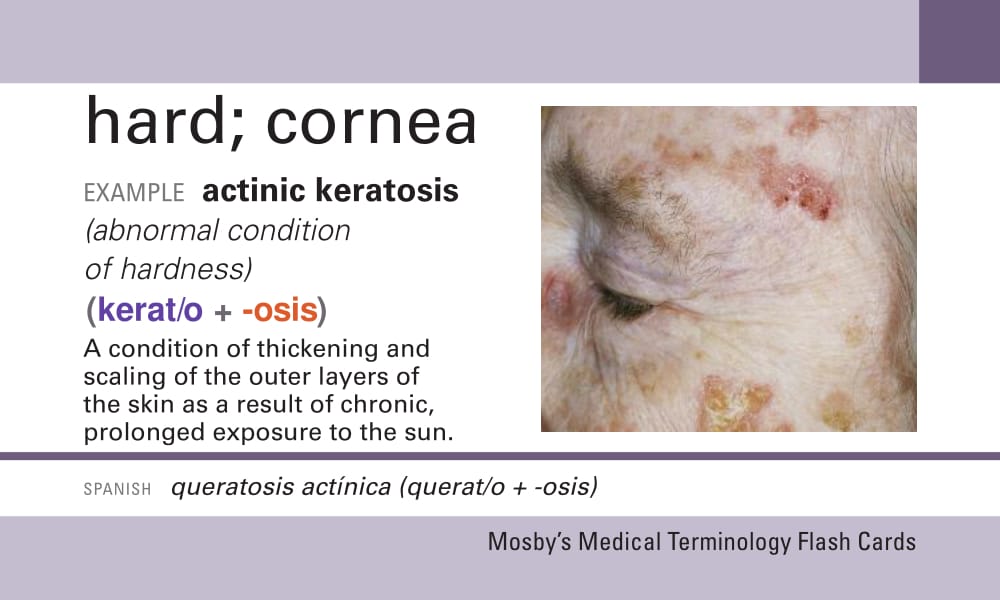 hard; cornea
EXAMPLE actinic keratosis
(abnormal condition
of hardness)
(kerat/o + -osis)
A condition of thickening and
scaling of the outer layers of
the skin as a result of chronic,
prolonged exposure to the sun.
SPANISH queratosis actínica (querat/o + -osis)
Mosby's Medical Terminology Flash Cards